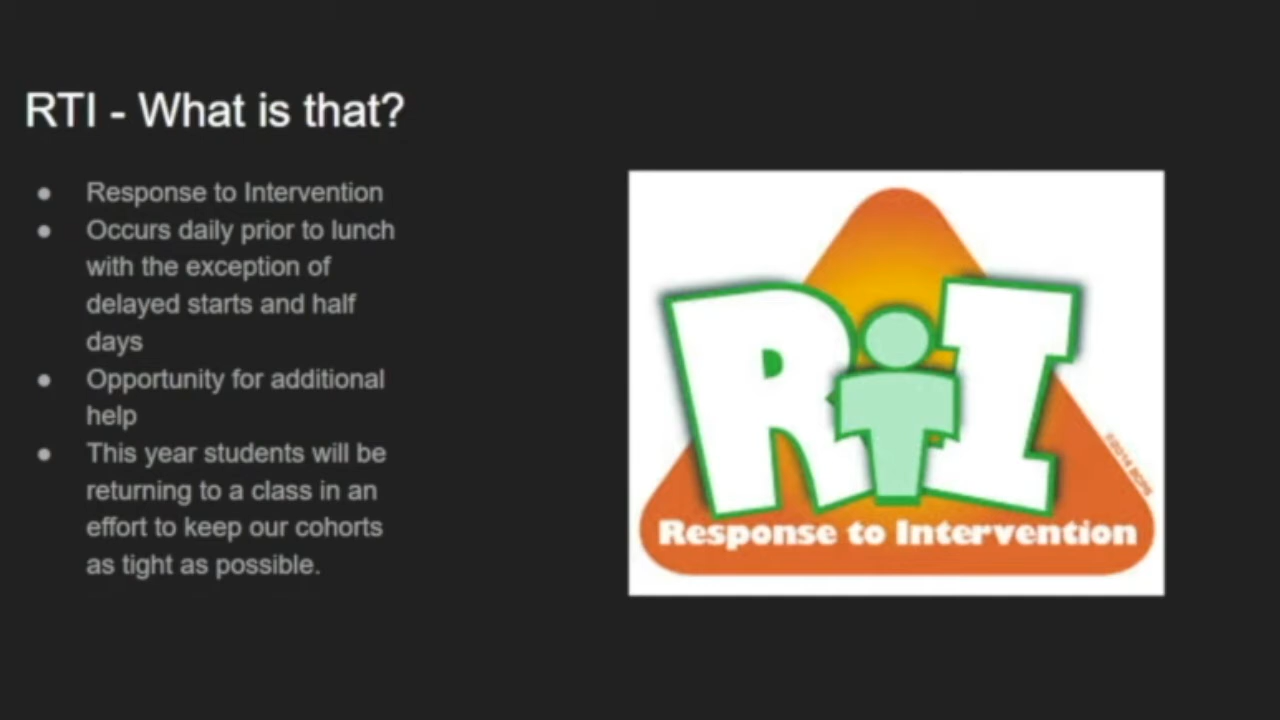 RTI - What is that?
● Response to Intervention
● Occurs daily prior to lunch
with the exception of
delayed starts and half
days
● Opportunity for additional
help
● This year students will be
returning to a class in an
effort to keep our cohorts
as tight as possible.
RiI
Response to Intervention
©2014